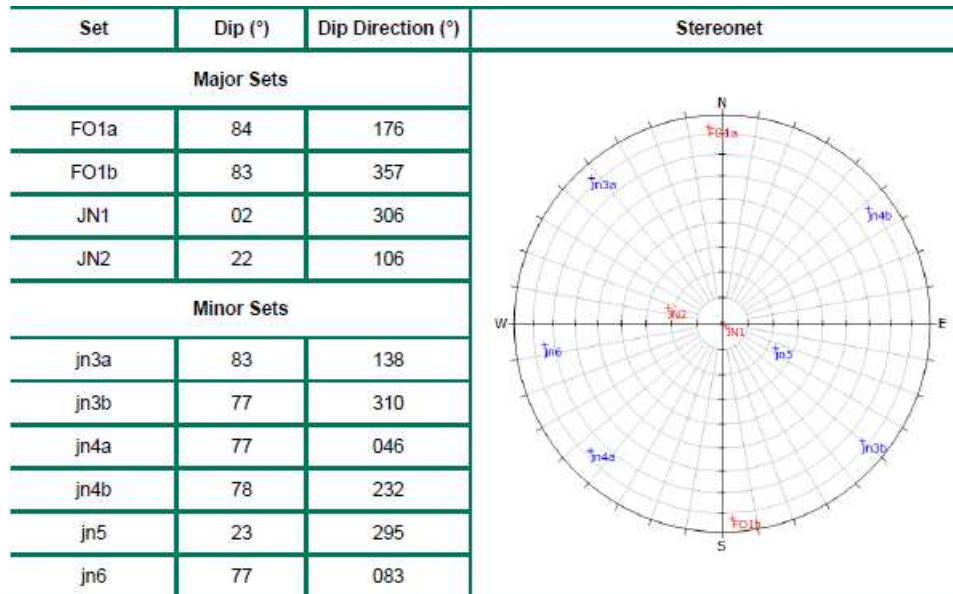 Set Dip (°) Dip Direction (°) Stereonet
Major Sets
FO1a 84 176
FO1b 83 357
JN1 02 306
JN2 22 106
Minor Sets
jn3a 83 138
jn3b 77 310
jn4a 77 046
jn4b 78 232
jn5 23 295
jn6 77 083
N
FO1a
jn3a
jn4b
JN2
W
JN1
E
jn6
jn5
jn3b
jn4a
FO1b
S